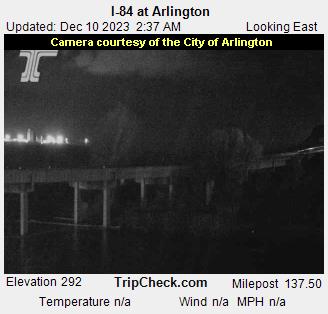 I-84 at Arlington
Updated: Dec 10 2023 2:37 AM Looking East
Camera courtesy of the City of Arlington
Elevation 292 TripCheck.com Milepost 137.50
Temperature n/a Wind n/a MPH n/a